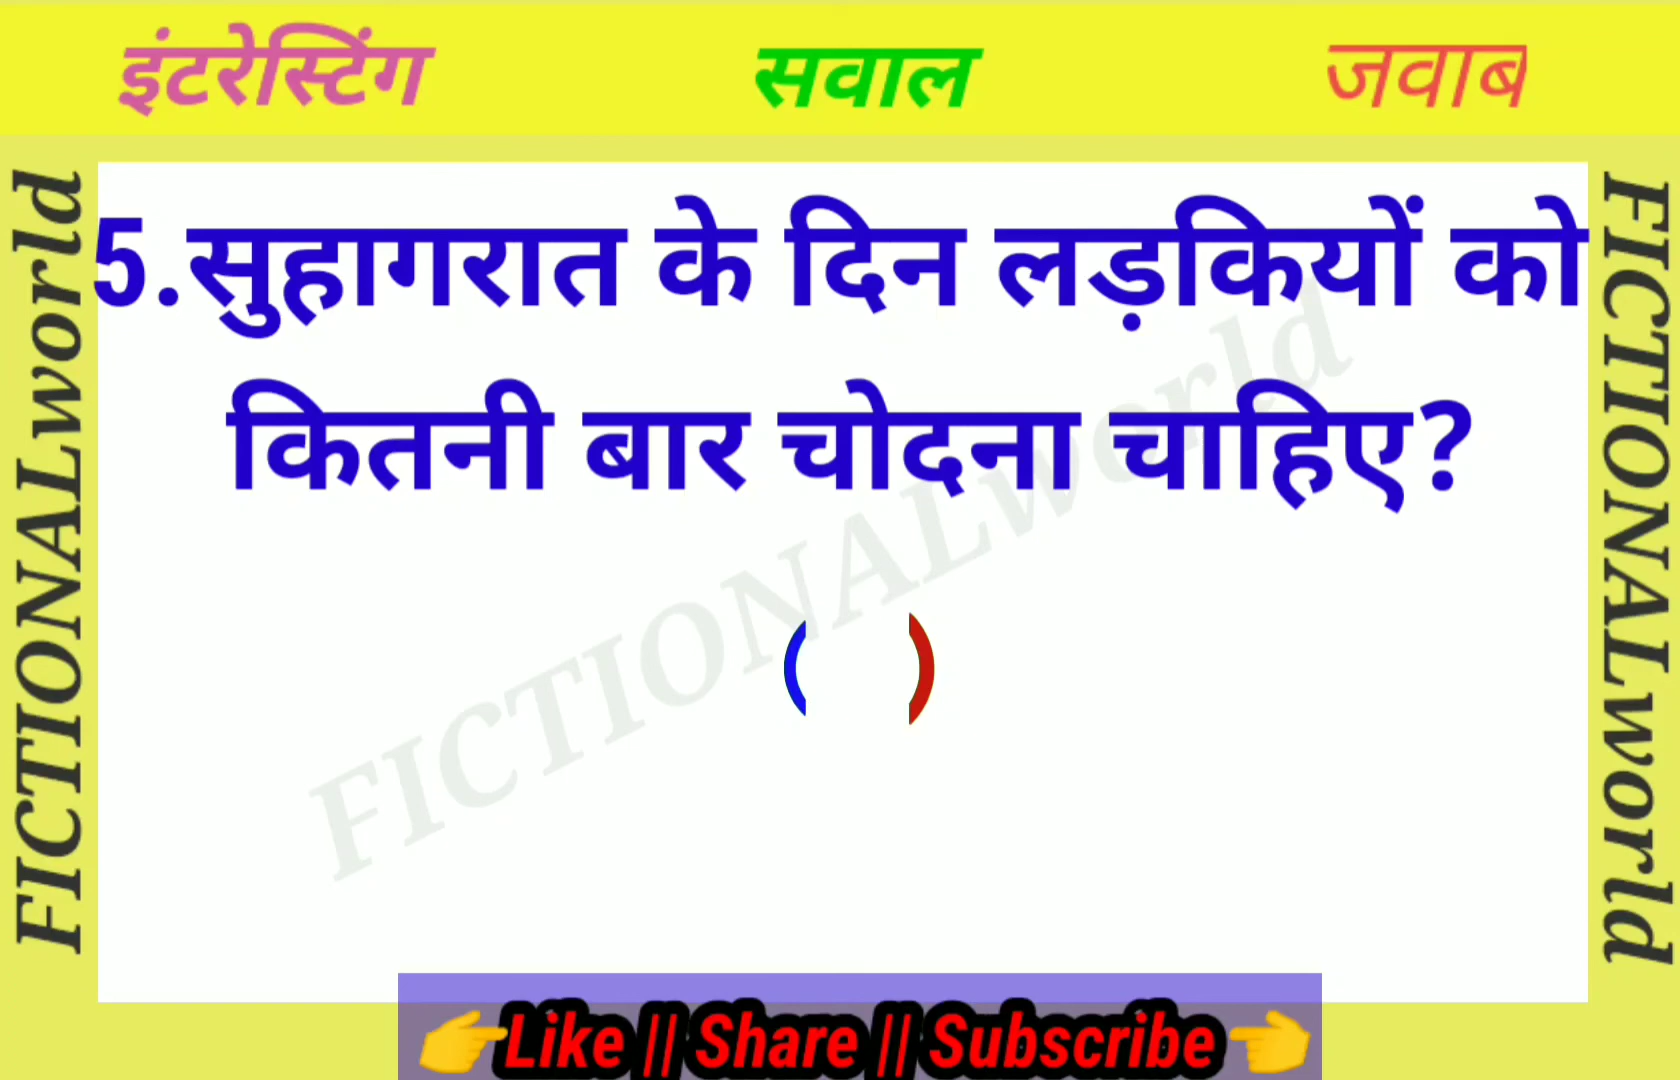 इंटरेस्टिंग सवाल जवाब
FICTIONALworld
5.सुहागरात के दिन लड़कियों को
कितनी बार चोदना चाहिए?
FICTIONALworld
( )
FICTIONALworld
👉Like || Share || Subscribe👈